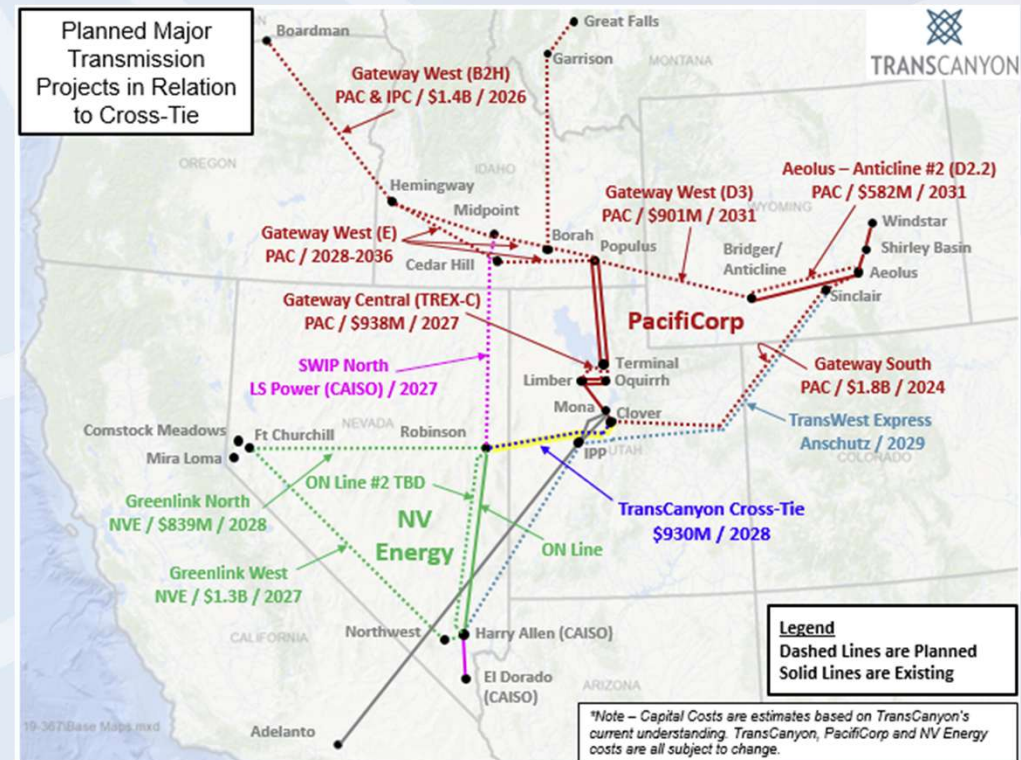 Planned Major
Transmission
Projects in Relation
to Cross-Tie
TRANSCANYON
Great Falls
Boardman
Garrison
MONTANA
Gateway West (B2H)
PAC & IPC / $1.4B / 2026
OREGON
IDAHO
Aeolus – Anticline #2 (D2.2)
PAC / $582M / 2031
Hemingway
Gateway West (D3)
PAC / $901M / 2031
WYOMING
Midpoint
Windstar
Gateway West (E)
PAC / 2028-2036
Borah
Populus
Bridger/
Anticline
Shirley Basin
Cedar Hill
Aeolus
Sinclair
Gateway Central (TREX-C)
PAC / $938M / 2027
PacifiCorp
SWIP North
LS Power (CAISO) / 2027
Terminal
Limber
Oquirrh
Gateway South
PAC / $1.8B / 2024
Mona
Clover
Comstock Meadows
Ft Churchill
NEVADA
Robinson
Mira Loma
IPP
UTAH
TransWest Express
Anschutz / 2029
COLORADO
ON Line #2 TBD
Greenlink North
NVE / $839M / 2028
NV
Energy
TransCanyon Cross-Tie
$930M / 2028
ON Line
Greenlink West
NVE / $1.3B / 2027
CALIFORNIA
Northwest
Harry Allen (CAISO)
El Dorado
(CAISO)
ARIZONA
Adelanto
Legend
Dashed Lines are Planned
Solid Lines are Existing
19-367\Base Maps.mxd
*Note – Capital Costs are estimates based on TransCanyon's
current understanding. TransCanyon, PacifiCorp and NV Energy
costs are all subject to change.